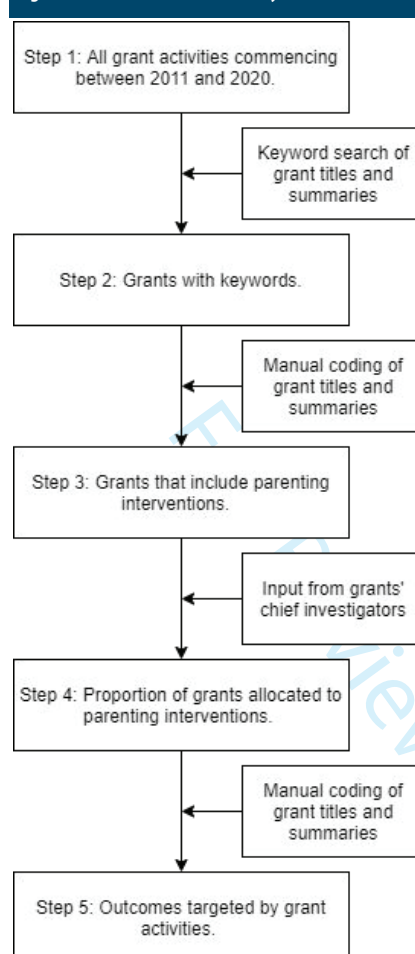 Step 1: All grant activities commencing
between 2011 and 2020.
Keyword search of
grant titles and
summaries
Step 2: Grants with keywords.
Manual coding of
grant titles and
summaries
Step 3: Grants that include parenting
interventions.
Input from grants'
chief investigators
Step 4: Proportion of grants allocated to
parenting interventions.
Manual coding of
grant titles and
summaries
Step 5: Outcomes targeted by grant
activities.